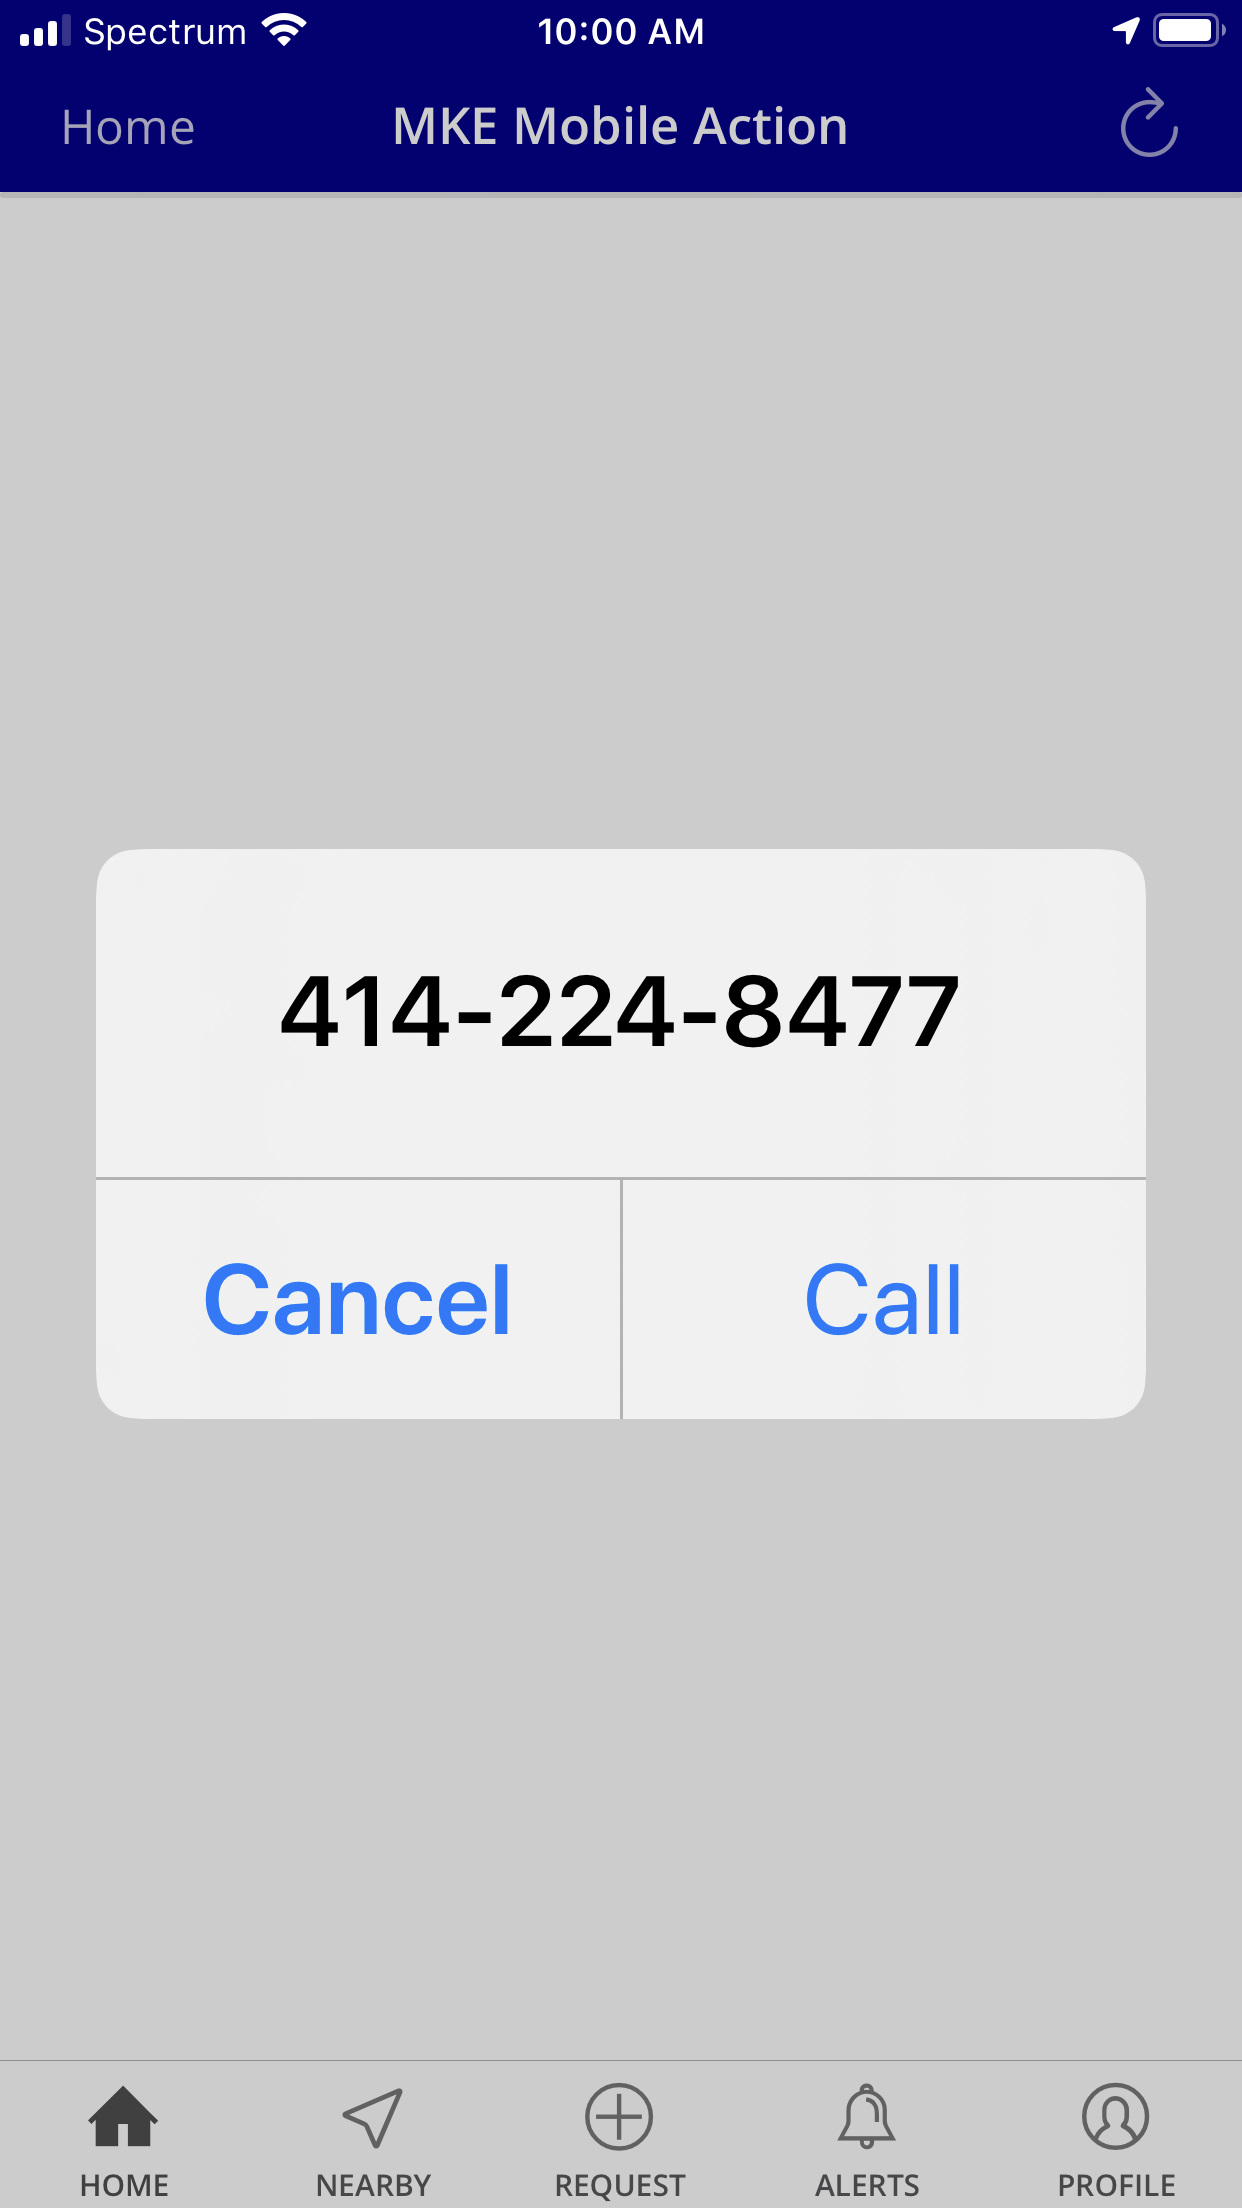 Spectrum 10:00 AM
Home MKE Mobile Action
414-224-8477
Cancel Call
HOME NEARBY REQUEST ALERTS PROFILE